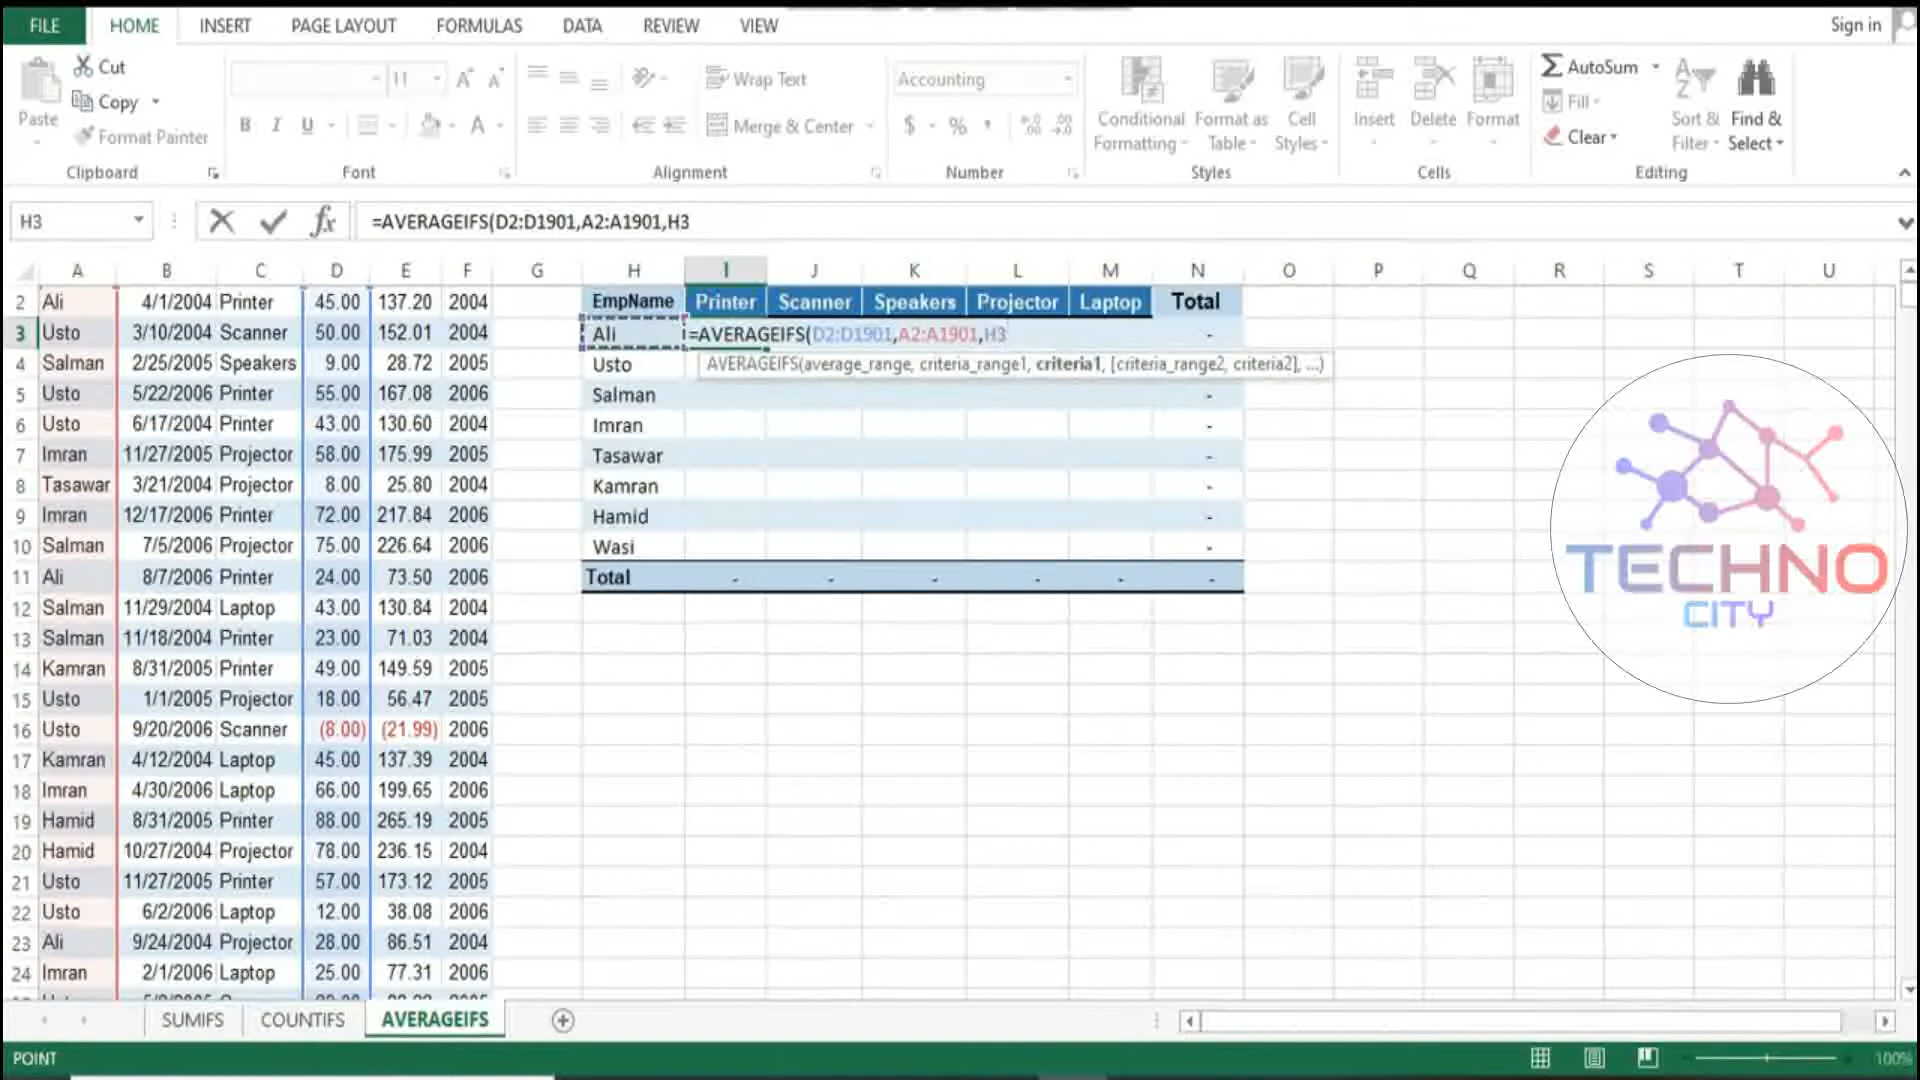 FILE HOME INSERT PAGE LAYOUT FORMULAS DATA REVIEW VIEW Sign in
Paste
Cut
Copy
Format Painter
Clipboard
11
B I U
Font
Wrap Text
Merge & Center
Alignment
Accounting
$ % ,
Number
Conditional Formatting
Format as Table
Cell Styles
Styles
Insert
Delete
Format
Cells
AutoSum
Fill
Clear
Sort & Filter
Find & Select
Editing
H3 fx =AVERAGEIFS(D2:D1901,A2:A1901,H3
A B C D E F G H I J K L M N O P Q R S T U
2 Ali 4/1/2004 Printer 45.00 137.20 2004 EmpName Printer Scanner Speakers Projector Laptop Total
3 Usto 3/10/2004 Scanner 50.00 152.01 2004 Ali =AVERAGEIFS(D2:D1901,A2:A1901,H3 -
4 Salman 2/25/2005 Speakers 9.00 28.72 2005 Usto AVERAGEIFS(average_range, criteria_range1, criteria1, [criteria_range2, criteria2], ...)
5 Usto 5/22/2006 Printer 55.00 167.08 2006 Salman -
6 Usto 6/17/2004 Printer 43.00 130.60 2004 Imran -
7 Imran 11/27/2005 Projector 58.00 175.99 2005 Tasawar -
8 Tasawar 3/21/2004 Projector 8.00 25.80 2004 Kamran -
9 Imran 12/17/2006 Printer 72.00 217.84 2006 Hamid -
10 Salman 7/5/2006 Projector 75.00 226.64 2006 Wasi -
11 Ali 8/7/2006 Printer 24.00 73.50 2006 Total - - - - - -
12 Salman 11/29/2004 Laptop 43.00 130.84 2004
13 Salman 11/18/2004 Printer 23.00 71.03 2004
14 Kamran 8/31/2005 Printer 49.00 149.59 2005
15 Usto 1/1/2005 Projector 18.00 56.47 2005
16 Usto 9/20/2006 Scanner (8.00) (21.99) 2006
17 Kamran 4/12/2004 Laptop 45.00 137.39 2004
18 Imran 4/30/2006 Laptop 66.00 199.65 2006
19 Hamid 8/31/2005 Printer 88.00 265.19 2005
20 Hamid 10/27/2004 Projector 78.00 236.15 2004
21 Usto 11/27/2005 Printer 57.00 173.12 2005
22 Usto 6/2/2006 Laptop 12.00 38.08 2006
23 Ali 9/24/2004 Projector 28.00 86.51 2004
24 Imran 2/1/2006 Laptop 25.00 77.31 2006
TECHNO
CITY
SUMIFS COUNTIFS AVERAGEIFS
POINT 100%